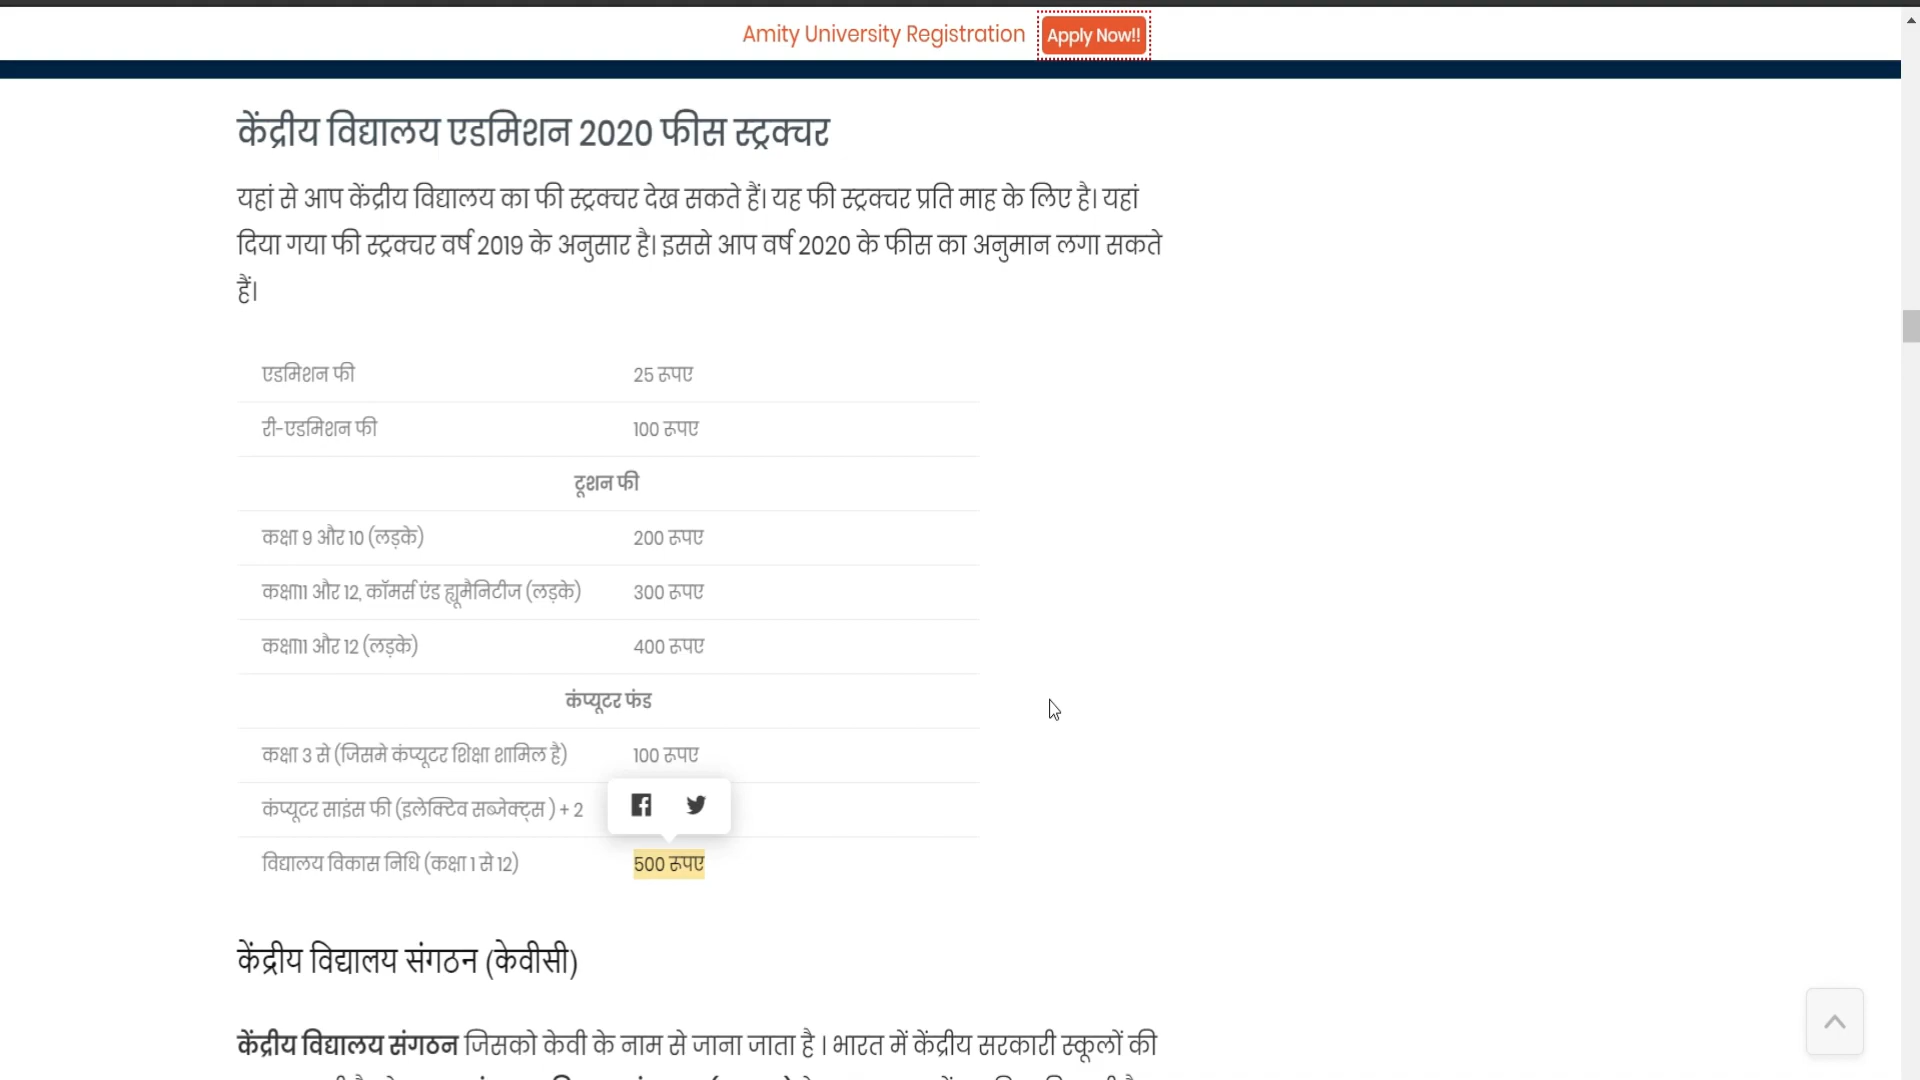 Amity University Registration Apply Now!!
केंद्रीय विद्यालय एडमिशन 2020 फीस स्ट्रक्चर
यहां से आप केंद्रीय विद्यालय का फी स्ट्रक्चर देख सकते हैं। यह फी स्ट्रक्चर प्रति माह के लिए है। यहां
दिया गया फी स्ट्रक्चर वर्ष 2019 के अनुसार है। इससे आप वर्ष 2020 के फीस का अनुमान लगा सकते
हैं।
एडमिशन फी 25 रूपए
री-एडमिशन फी 100 रूपए
टूशन फी
कक्षा 9 और 10 (लड़के) 200 रूपए
कक्षा11 और 12, कॉमर्स एंड ह्यूमैनिटीज (लड़के) 300 रूपए
कक्षा11 और 12 (लड़के) 400 रूपए
कंप्यूटर फंड
कक्षा 3 से (जिसमे कंप्यूटर शिक्षा शामिल है) 100 रूपए
कंप्यूटर साइंस फी (इलेक्टिव सब्जेक्ट्स ) + 2
विद्यालय विकास निधि (कक्षा 1 से 12) 500 रूपए
केंद्रीय विद्यालय संगठन (केवीसी)
केंद्रीय विद्यालय संगठन जिसको केवी के नाम से जाना जाता है । भारत में केंद्रीय सरकारी स्कूलों की